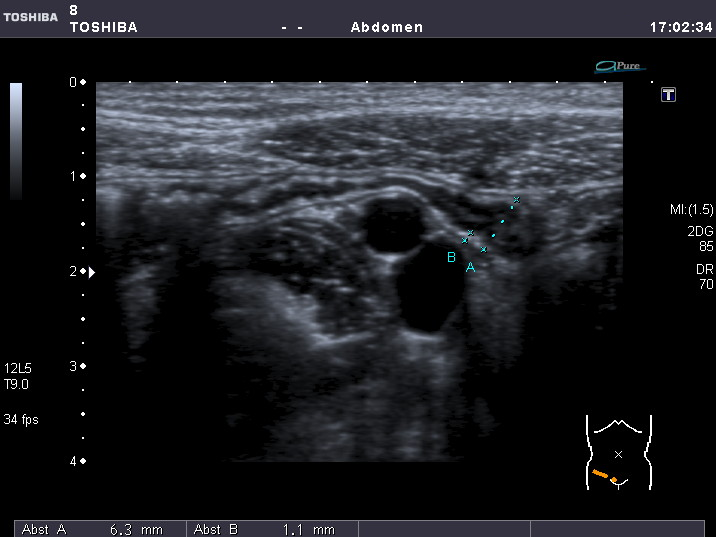 TOSHIBA
8
TOSHIBA - - Abdomen 17:02:34
Pure
T
0
1
2
3
4
B
A
MI:(1.5)
2DG
85
DR
70
12L5
T9.0
34 fps
Abst A 6.3 mm Abst B 1.1 mm